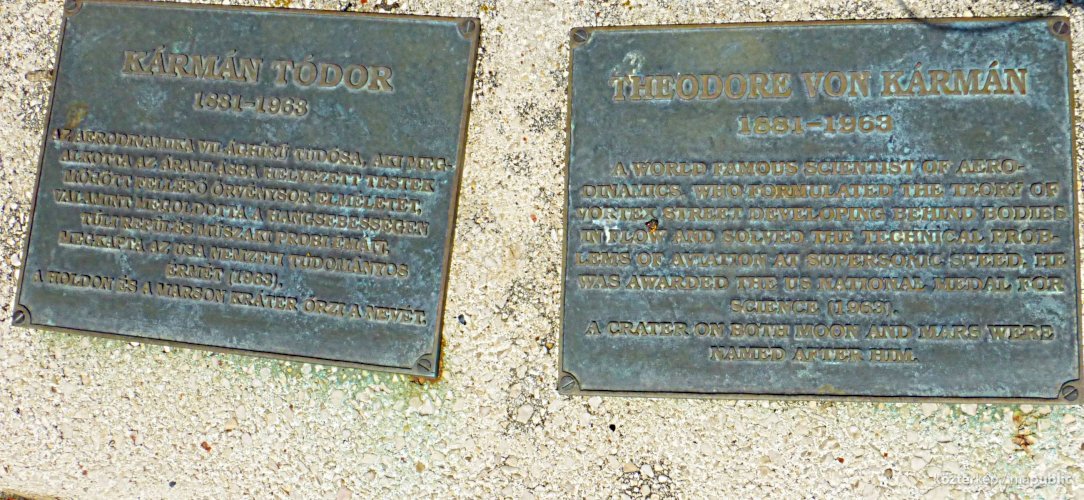 KÁRMÁN TÓDOR
1881–1963
AZ AERODINAMIKA VILÁGHÍRŰ TUDÓSA, AKI MEG-
ALKOTTA AZ ÁRAMLÁSBA HELYEZETT TESTEK
MÖGÖTT FELLÉPŐ ÖRVÉNYSOR ELMÉLETÉT,
VALAMINT MEGOLDOTTA A HANGSEBESSÉGEN
TÚLI REPÜLÉS MŰSZAKI PROBLÉMÁIT.
MEGKAPTA AZ USA NEMZETI TUDOMÁNYOS
ÉRMÉT (1963).
A HOLDON ÉS A MARSON KRÁTER ŐRZI A NEVÉT.
THEODORE VON KÁRMÁN
1881–1963
A WORLD FAMOUS SCIENTIST OF AERO-
DINAMICS, WHO FORMULATED THE TEORY OF
VORTEX STREET DEVELOPING BEHIND BODIES
IN FLOW AND SOLVED THE TECHNICAL PROB-
LEMS OF AVIATION AT SUPERSONIC SPEED. HE
WAS AWARDED THE US NATIONAL MEDAL FOR
SCIENCE (1963).
A CRATER ON BOTH MOON AND MARS WERE
NAMED AFTER HIM.